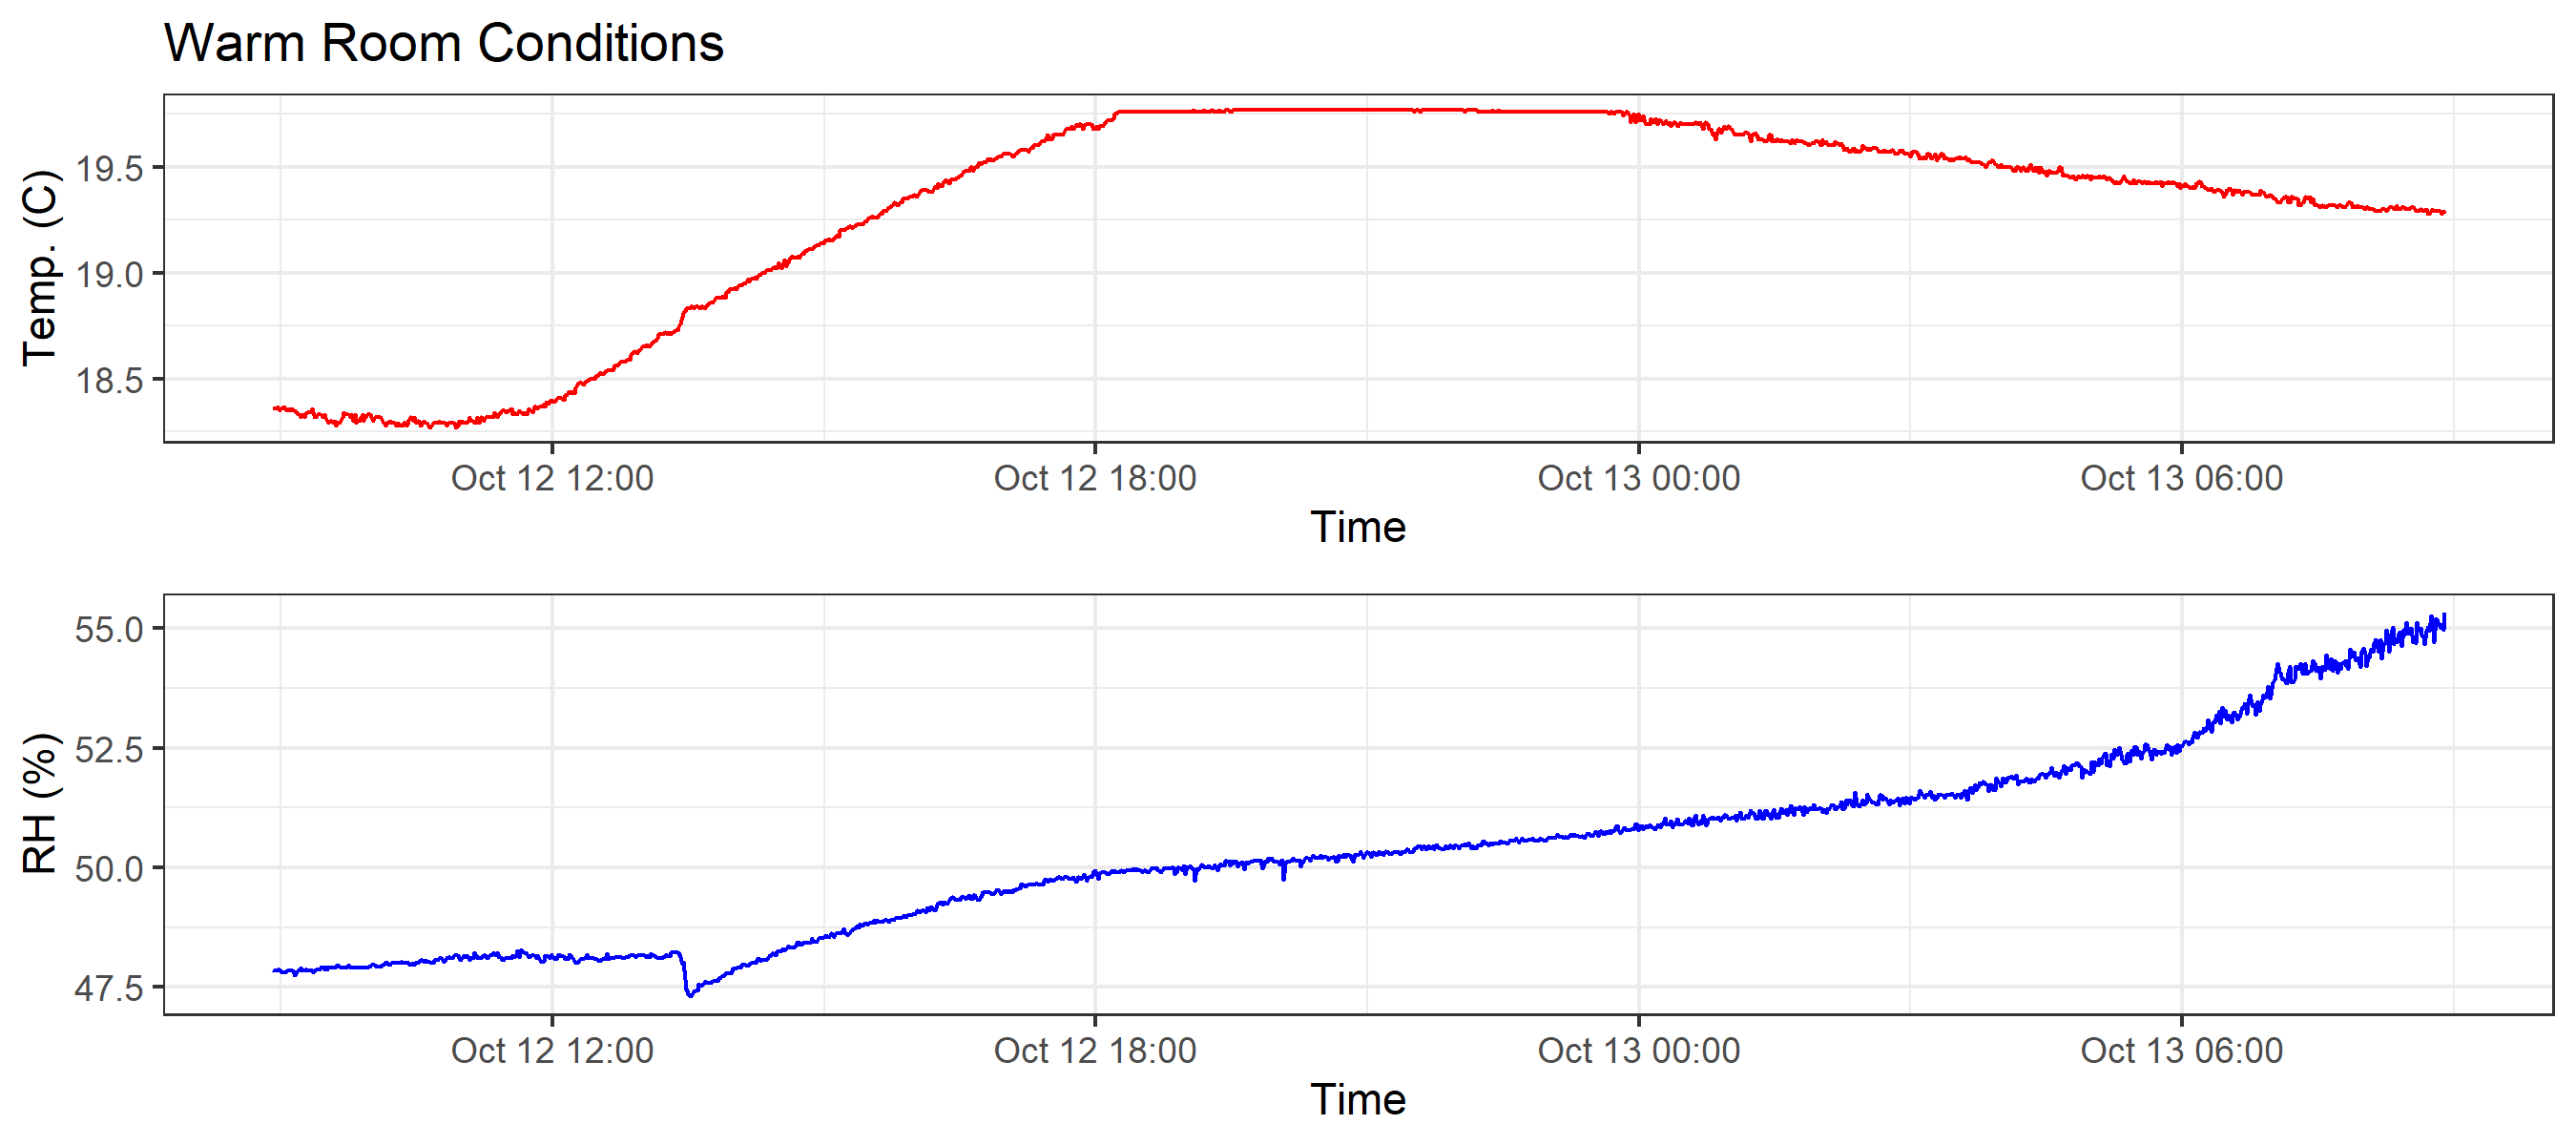 Warm Room Conditions
Temp. (C)
19.5
19.0
18.5
Oct 12 12:00 Oct 12 18:00 Oct 13 00:00 Oct 13 06:00
Time
RH (%)
55.0
52.5
50.0
47.5
Oct 12 12:00 Oct 12 18:00 Oct 13 00:00 Oct 13 06:00
Time